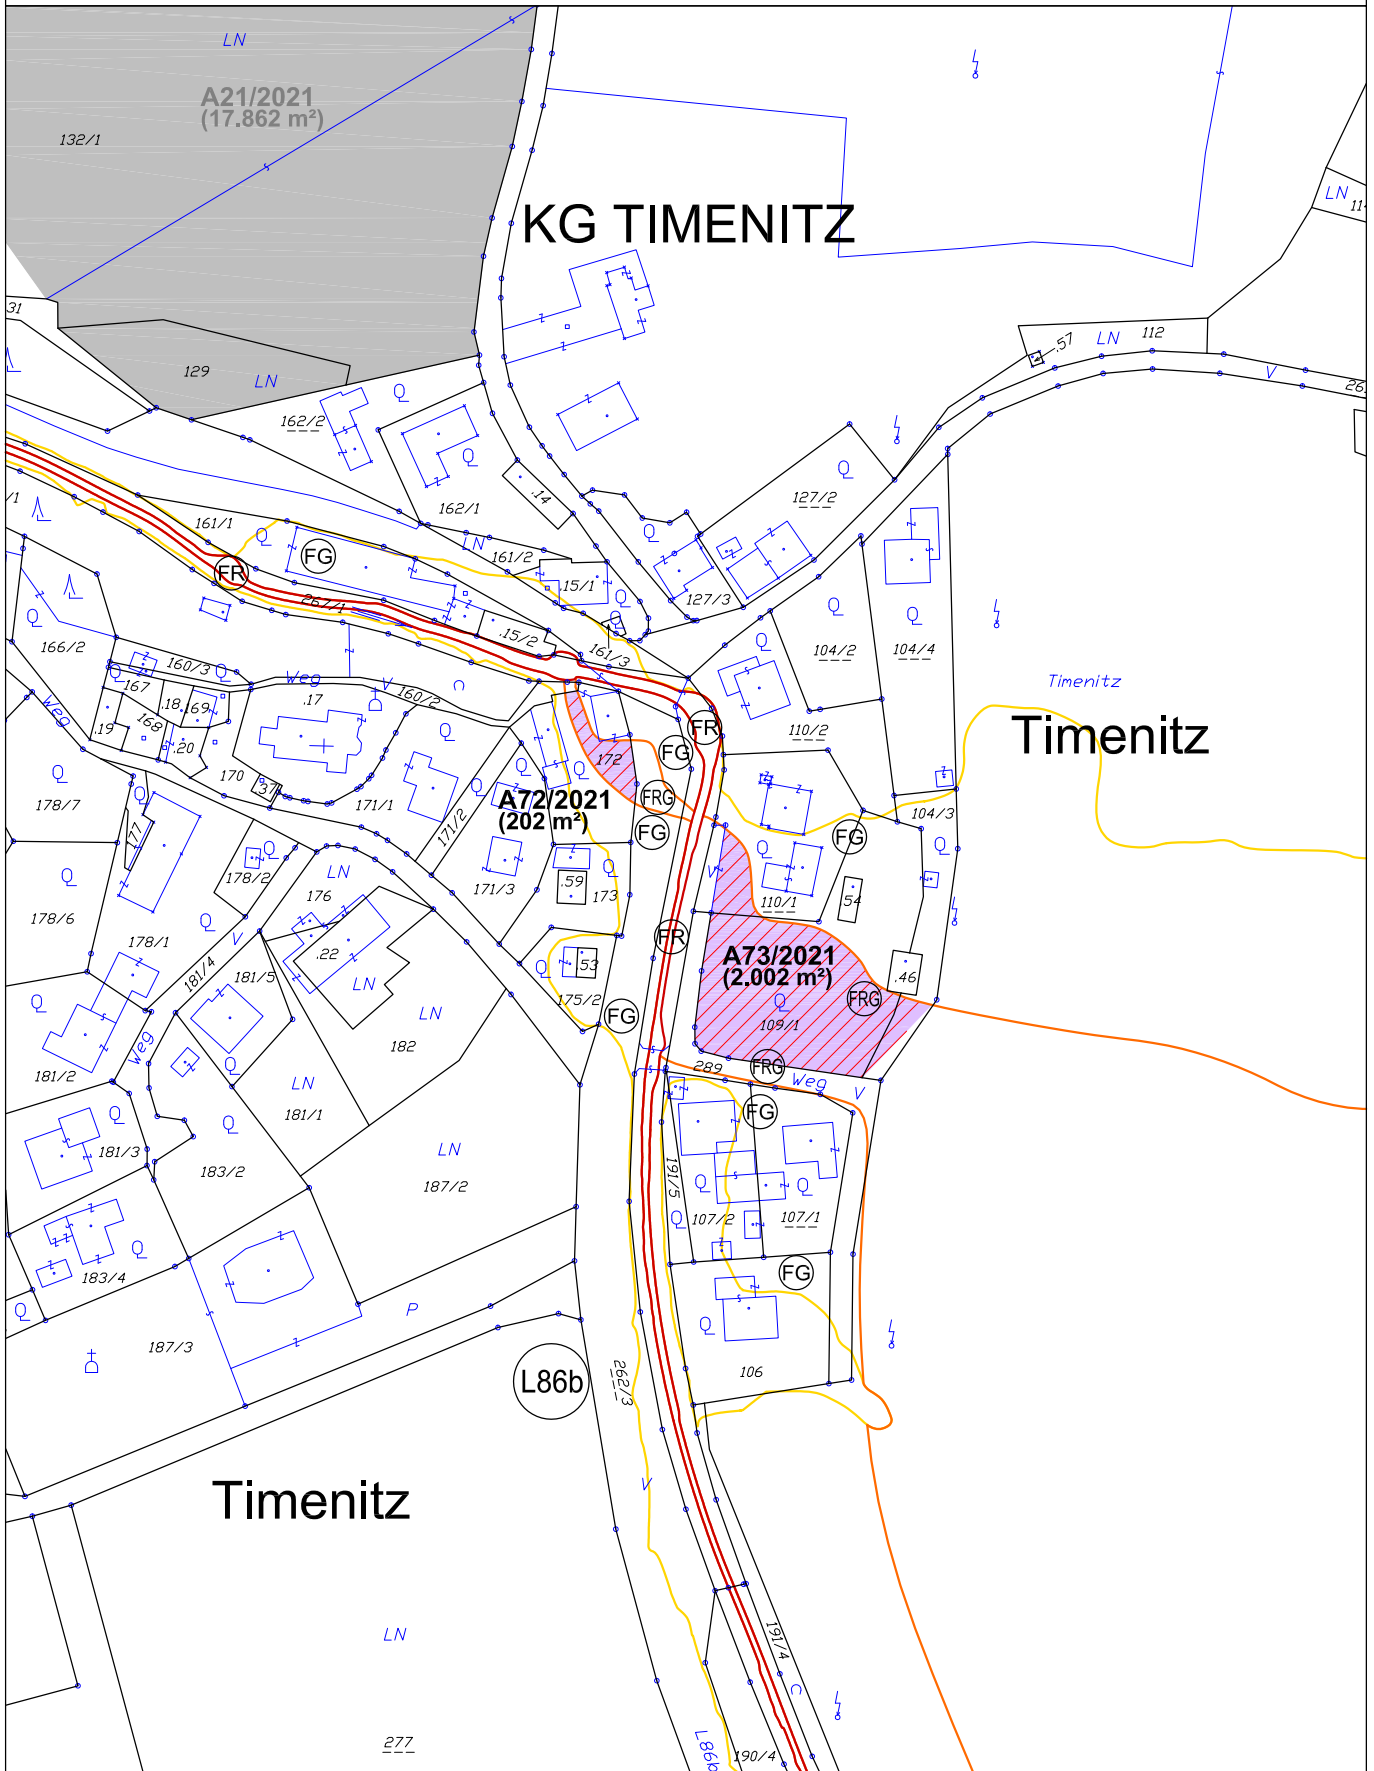 LN
A21/2021
(17.862 m²)
132/1
KG TIMENITZ
LN
114
31
129
LN
Q
162/2
.57
LN
112
V
26
Q
162/1
.14
Q
127/2
/1
161/1
Q
FG
LN
161/2
Q
FR
267/1
.15/1
Q
Q
127/3
Q
Q
166/2
.15/2
161/3
Q
104/2
104/4
160/3
Weg
V
C
160/2
Timenitz
167
.18
.169
.17
Weg
.19
168
.20
Q
FR
110/2
Timenitz
Q
170
.37
171/1
172
FG
Q
178/7
Q
177
Q
Q
Q
A72/2021
(202 m²)
FRG
171/2
FG
104/3
FG
Q
178/2
LN
Q
Q
Q
178/6
176
171/3
.59
173
V
110/1
.54
Q
178/1
V
.22
FR
A73/2021
(2.002 m²)
181/4
181/5
LN
Q
.53
.46
Q
LN
175/2
FG
Q
FRG
109/1
Weg
182
Q
181/2
LN
289
FRG
Weg
V
181/1
Q
Q
FG
181/3
LN
183/2
191/5
187/2
Q
Q
Q
107/2
107/1
Q
183/4
FG
Q
P
Q
187/3
L86b
262/3
106
V
Timenitz
LN
191/4
C
277
L86b
190/4